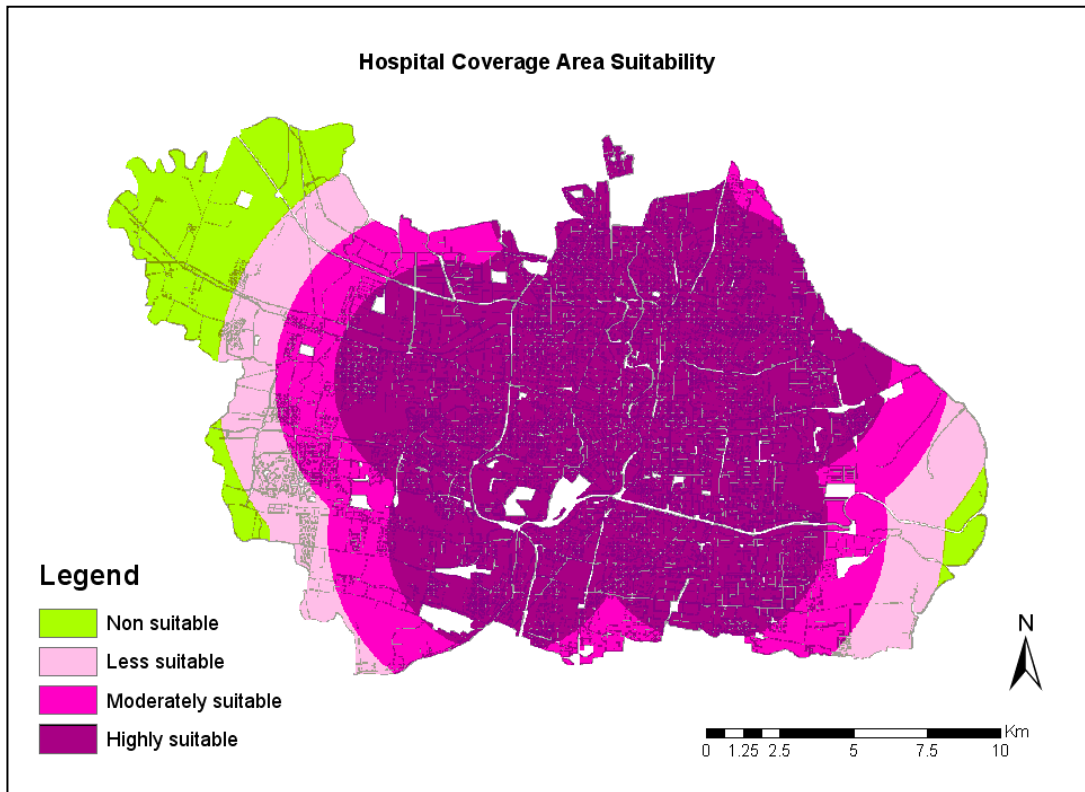 Hospital Coverage Area Suitability
Legend
Non suitable
Less suitable
Moderately suitable
Highly suitable
N
Km
0 1.25 2.5 5 7.5 10